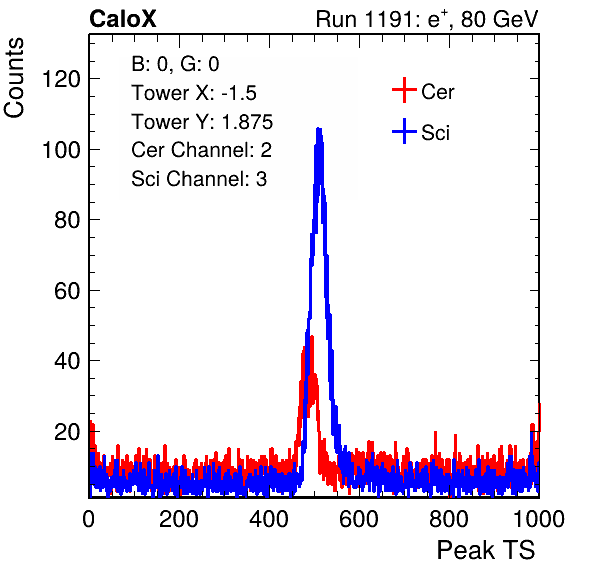 CaloX Run 1191: e⁺, 80 GeV
Counts
B: 0, G: 0
Tower X: -1.5
Tower Y: 1.875
Cer Channel: 2
Sci Channel: 3
Cer
Sci
120
100
80
60
40
20
0 200 400 600 800 1000
Peak TS